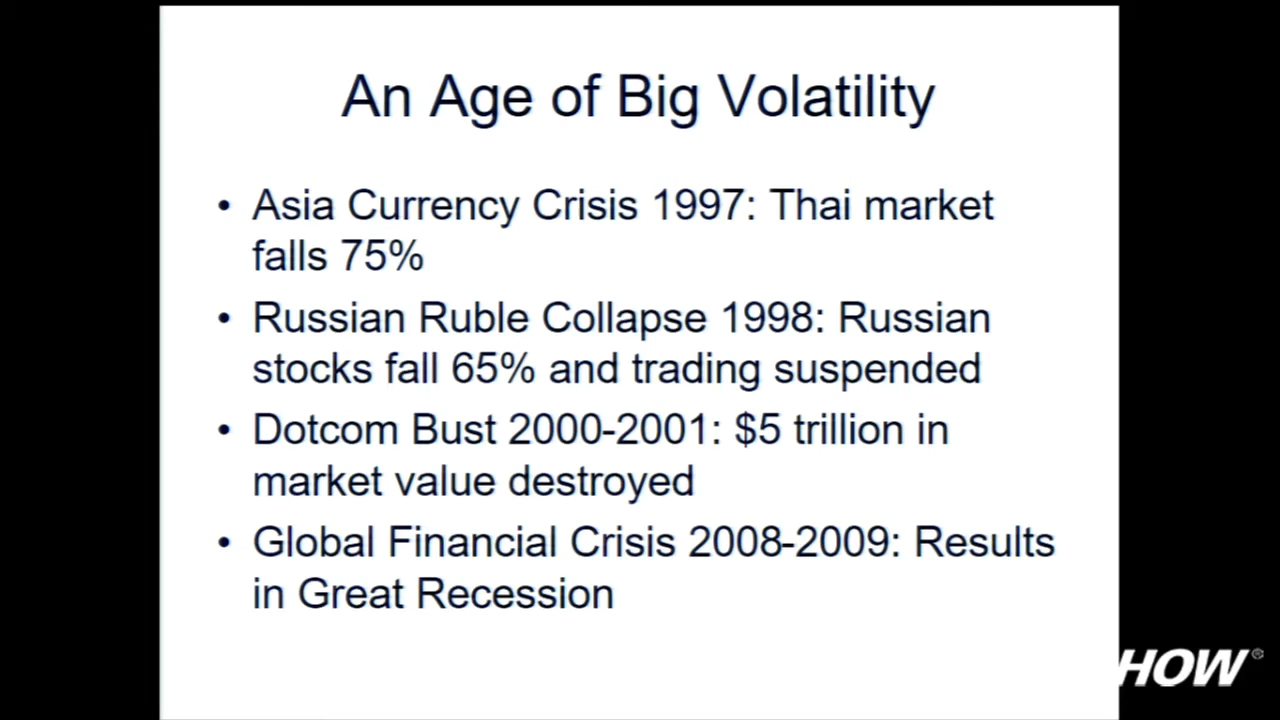 An Age of Big Volatility
• Asia Currency Crisis 1997: Thai market
falls 75%
• Russian Ruble Collapse 1998: Russian
stocks fall 65% and trading suspended
• Dotcom Bust 2000-2001: $5 trillion in
market value destroyed
• Global Financial Crisis 2008-2009: Results
in Great Recession
HOW®